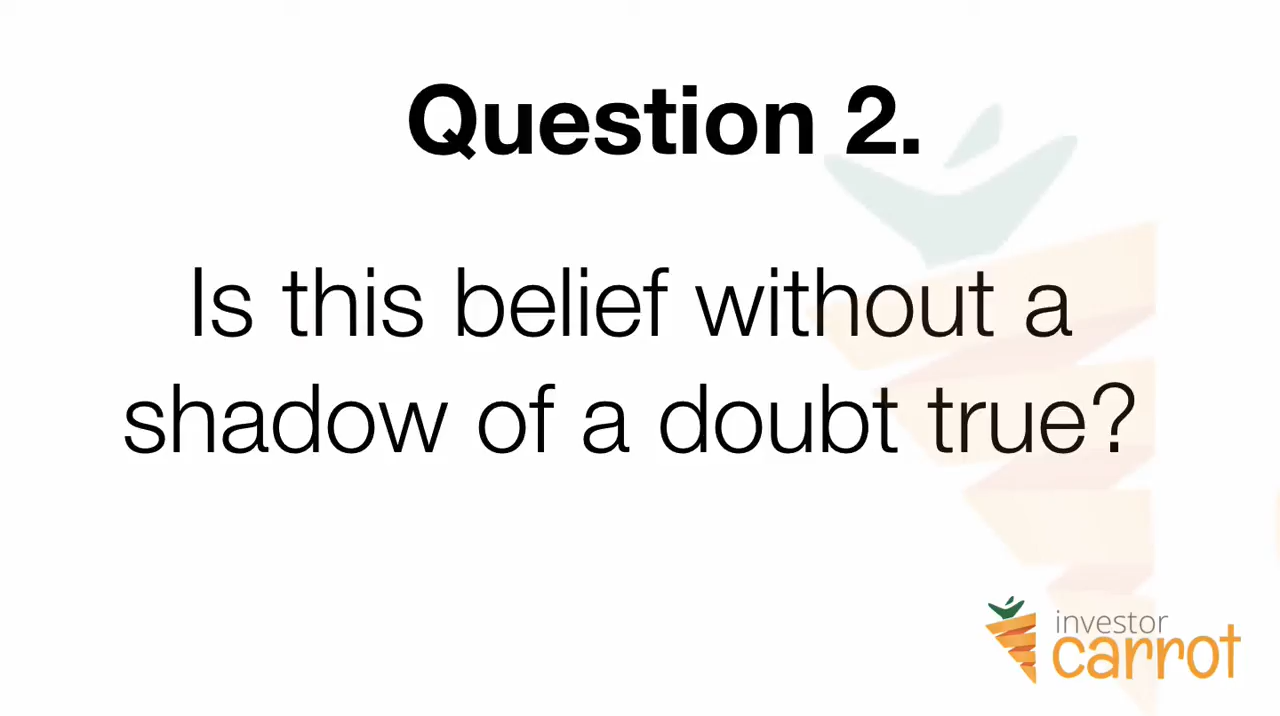 Question 2.
Is this belief without a
shadow of a doubt true?
investor
carrot